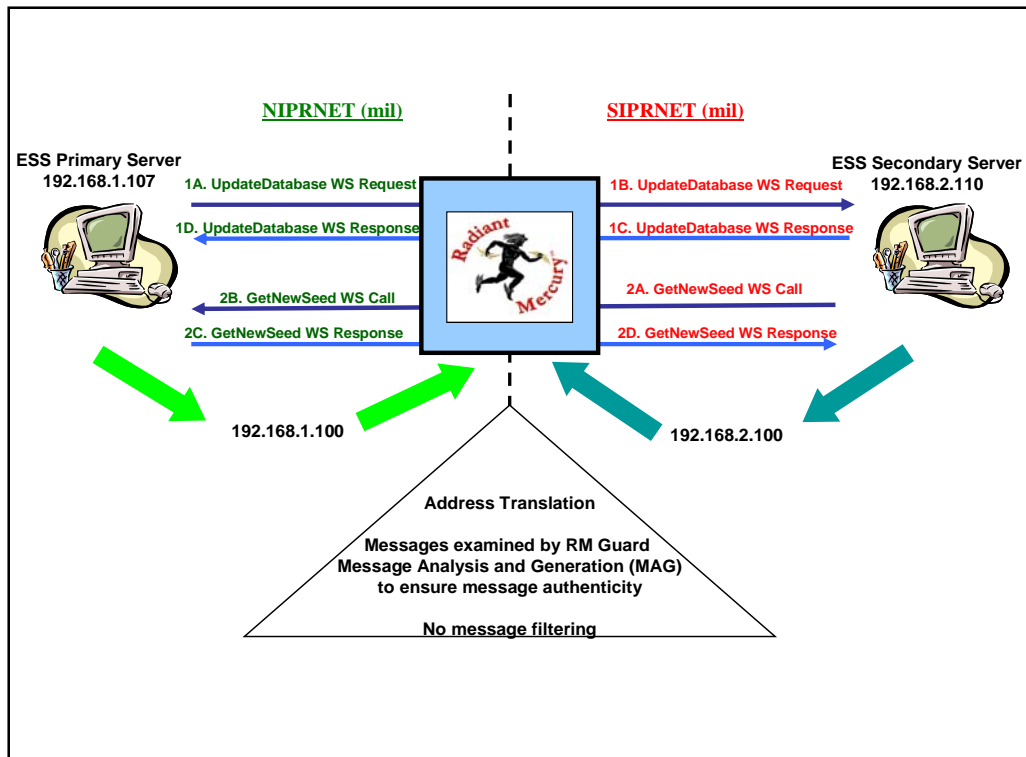 NIPRNET (mil)
SIPRNET (mil)
ESS Primary Server
192.168.1.107
ESS Secondary Server
192.168.2.110
1A. UpdateDatabase WS Request
1B. UpdateDatabase WS Request
1D. UpdateDatabase WS Response
1C. UpdateDatabase WS Response
Radiant
Mercury
2B. GetNewSeed WS Call
2A. GetNewSeed WS Call
2C. GetNewSeed WS Response
2D. GetNewSeed WS Response
192.168.1.100
192.168.2.100
Address Translation
Messages examined by RM Guard
Message Analysis and Generation (MAG)
to ensure message authenticity
No message filtering